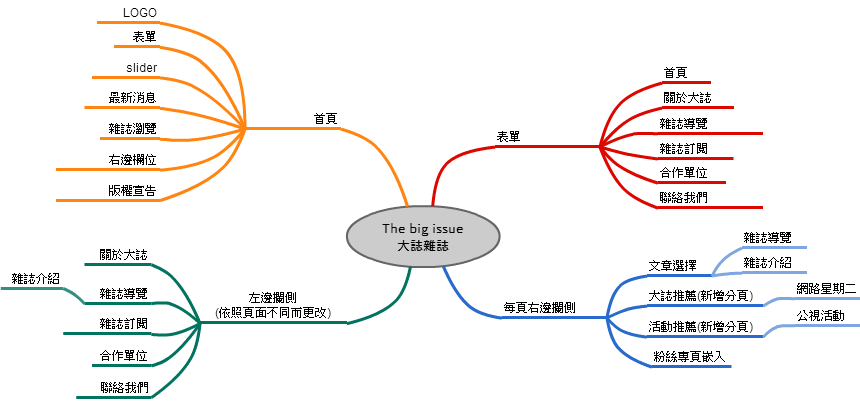 The big issue
大誌雜誌
首頁
LOGO
表單
slider
最新消息
雜誌瀏覽
右邊欄位
版權宣告
表單
首頁
關於大誌
雜誌導覽
雜誌訂閱
合作單位
聯絡我們
左邊攔側
(依照頁面不同而更改)
關於大誌
雜誌導覽
雜誌介紹
雜誌訂閱
合作單位
聯絡我們
每頁右邊攔側
文章選擇
雜誌導覽
雜誌介紹
大誌推薦(新增分頁)
網路星期二
活動推薦(新增分頁)
公視活動
粉絲專頁嵌入